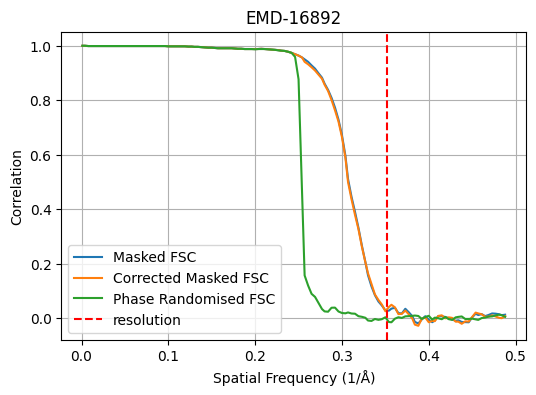 EMD-16892
1.0
0.8
0.6
0.4
0.2
0.0
Correlation
Masked FSC
Corrected Masked FSC
Phase Randomised FSC
resolution
0.0 0.1 0.2 0.3 0.4 0.5
Spatial Frequency (1/Å)